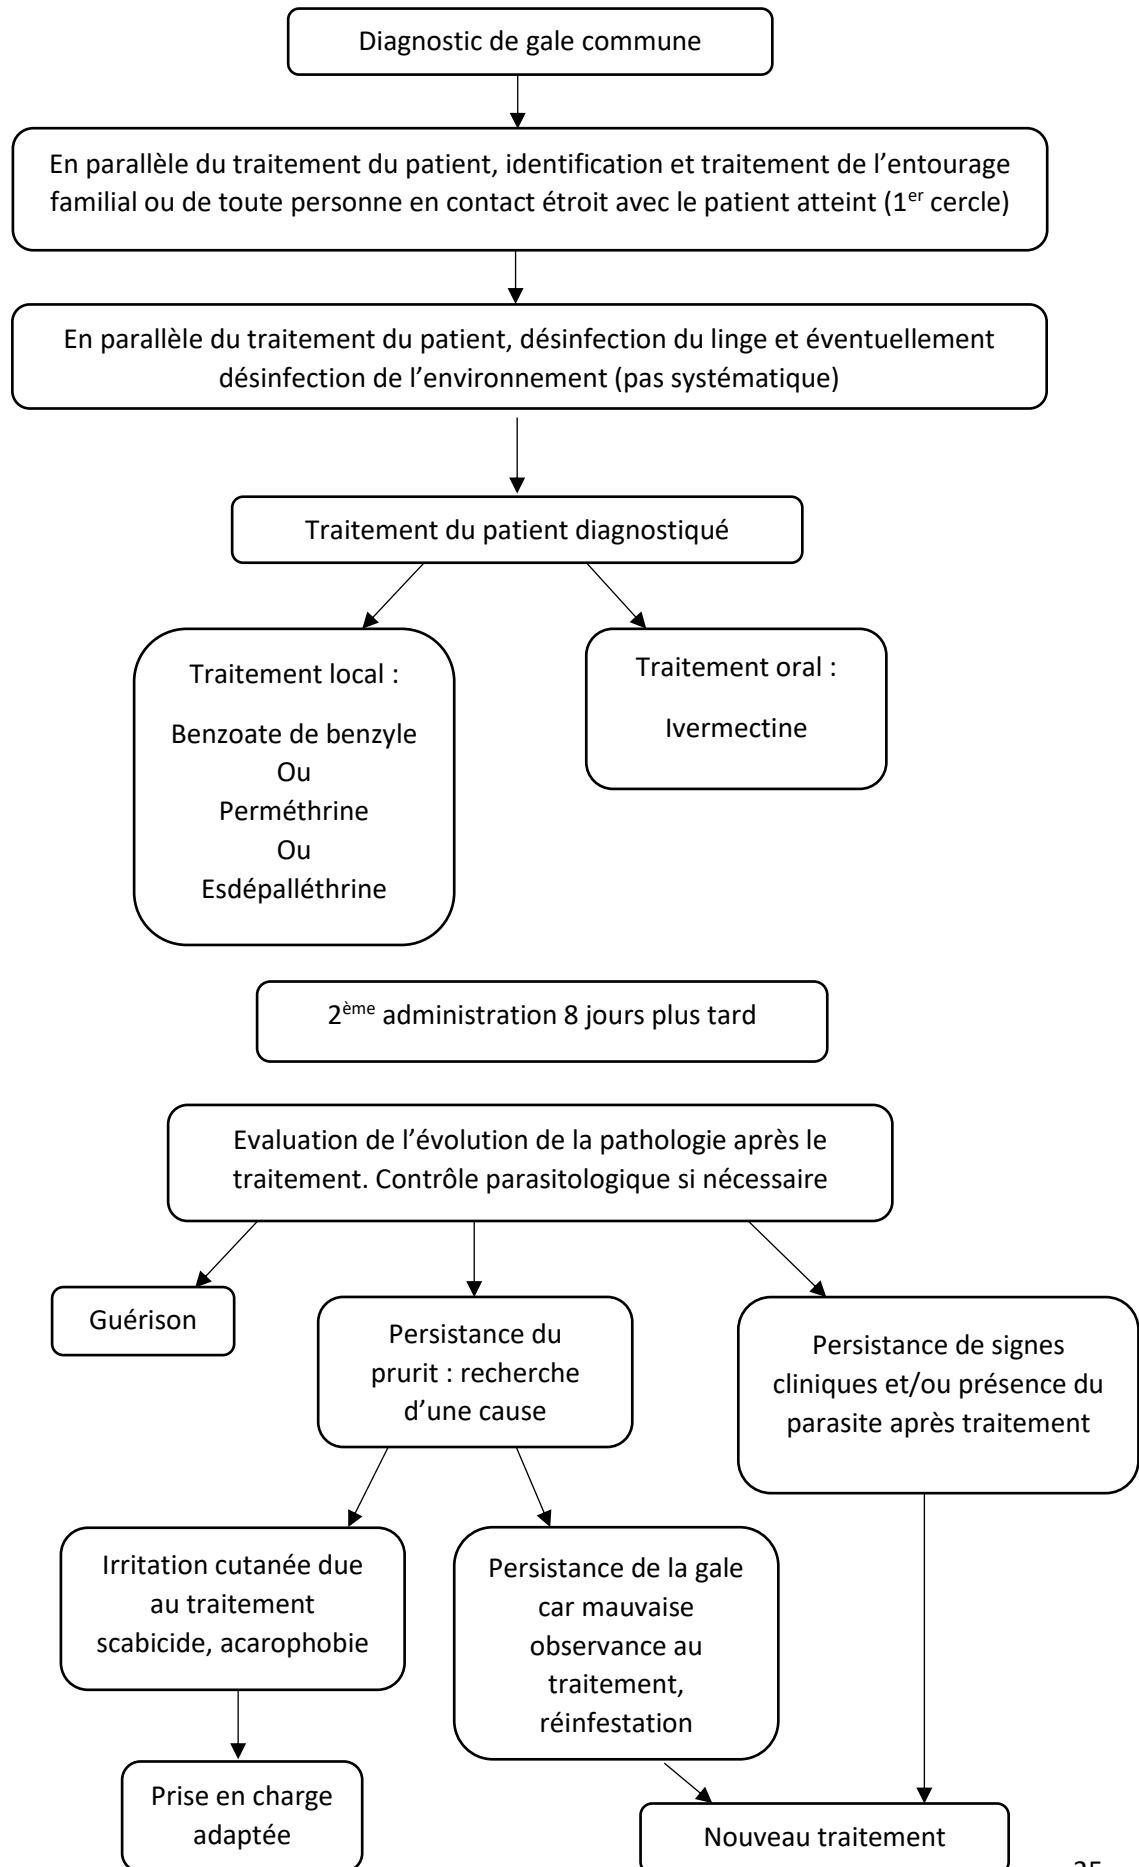 Diagnostic de gale commune
En parallèle du traitement du patient, identification et traitement de l’entourage
familial ou de toute personne en contact étroit avec le patient atteint (1er cercle)
En parallèle du traitement du patient, désinfection du linge et éventuellement
désinfection de l’environnement (pas systématique)
Traitement du patient diagnostiqué
Traitement local :
Benzoate de benzyle
Ou
Perméthrine
Ou
Esdépalléthrine
Traitement oral :
Ivermectine
2ème administration 8 jours plus tard
Evaluation de l’évolution de la pathologie après le
traitement. Contrôle parasitologique si nécessaire
Guérison
Persistance du
prurit : recherche
d’une cause
Persistance de signes
cliniques et/ou présence du
parasite après traitement
Irritation cutanée due
au traitement
scabicide, acarophobie
Persistance de la gale
car mauvaise
observance au
traitement,
réinfestation
Prise en charge
adaptée
Nouveau traitement